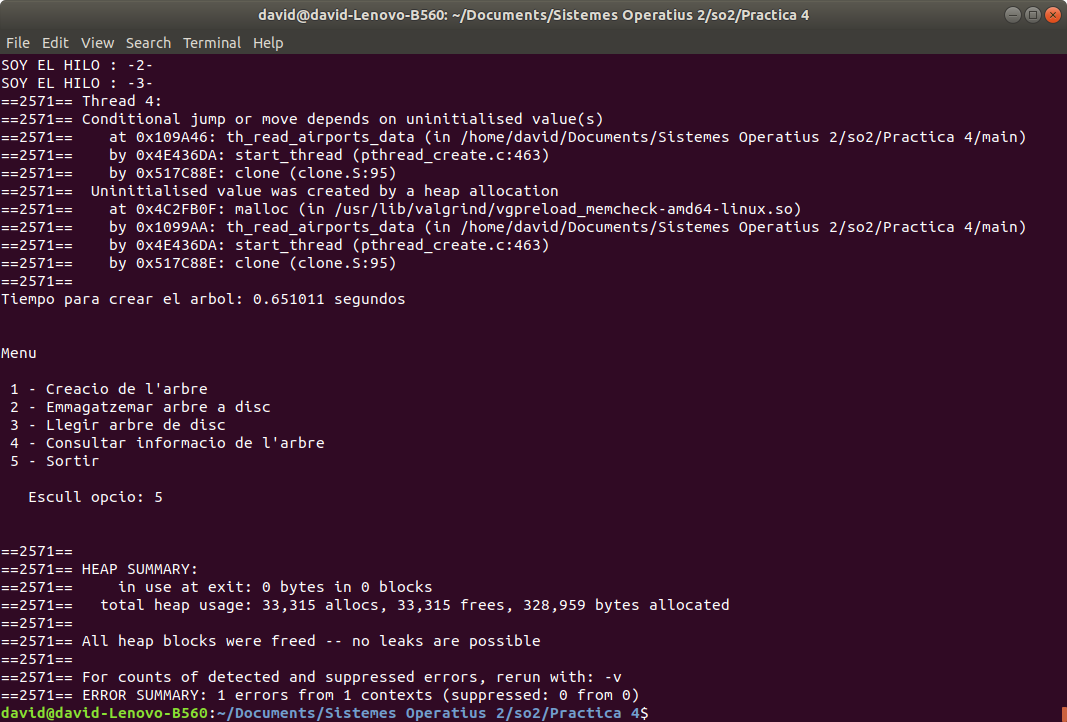 david@david-Lenovo-B560: ~/Documents/Sistemes Operatius 2/so2/Practica 4
File Edit View Search Terminal Help
SOY EL HILO : -2-
SOY EL HILO : -3-
==2571== Thread 4:
==2571== Conditional jump or move depends on uninitialised value(s)
==2571==    at 0x109A46: th_read_airports_data (in /home/david/Documents/Sistemes Operatius 2/so2/Practica 4/main)
==2571==    by 0x4E436DA: start_thread (pthread_create.c:463)
==2571==    by 0x517C88E: clone (clone.S:95)
==2571==  Uninitialised value was created by a heap allocation
==2571==    at 0x4C2FB0F: malloc (in /usr/lib/valgrind/vgpreload_memcheck-amd64-linux.so)
==2571==    by 0x1099AA: th_read_airports_data (in /home/david/Documents/Sistemes Operatius 2/so2/Practica 4/main)
==2571==    by 0x4E436DA: start_thread (pthread_create.c:463)
==2571==    by 0x517C88E: clone (clone.S:95)
==2571==
Tiempo para crear el arbol: 0.651011 segundos
Menu
1 - Creacio de l'arbre
2 - Emmagatzemar arbre a disc
3 - Llegir arbre de disc
4 - Consultar informacio de l'arbre
5 - Sortir
Escull opcio: 5
==2571==
==2571== HEAP SUMMARY:
==2571==     in use at exit: 0 bytes in 0 blocks
==2571==   total heap usage: 33,315 allocs, 33,315 frees, 328,959 bytes allocated
==2571==
==2571== All heap blocks were freed -- no leaks are possible
==2571==
==2571== For counts of detected and suppressed errors, rerun with: -v
==2571== ERROR SUMMARY: 1 errors from 1 contexts (suppressed: 0 from 0)
david@david-Lenovo-B560:~/Documents/Sistemes Operatius 2/so2/Practica 4$